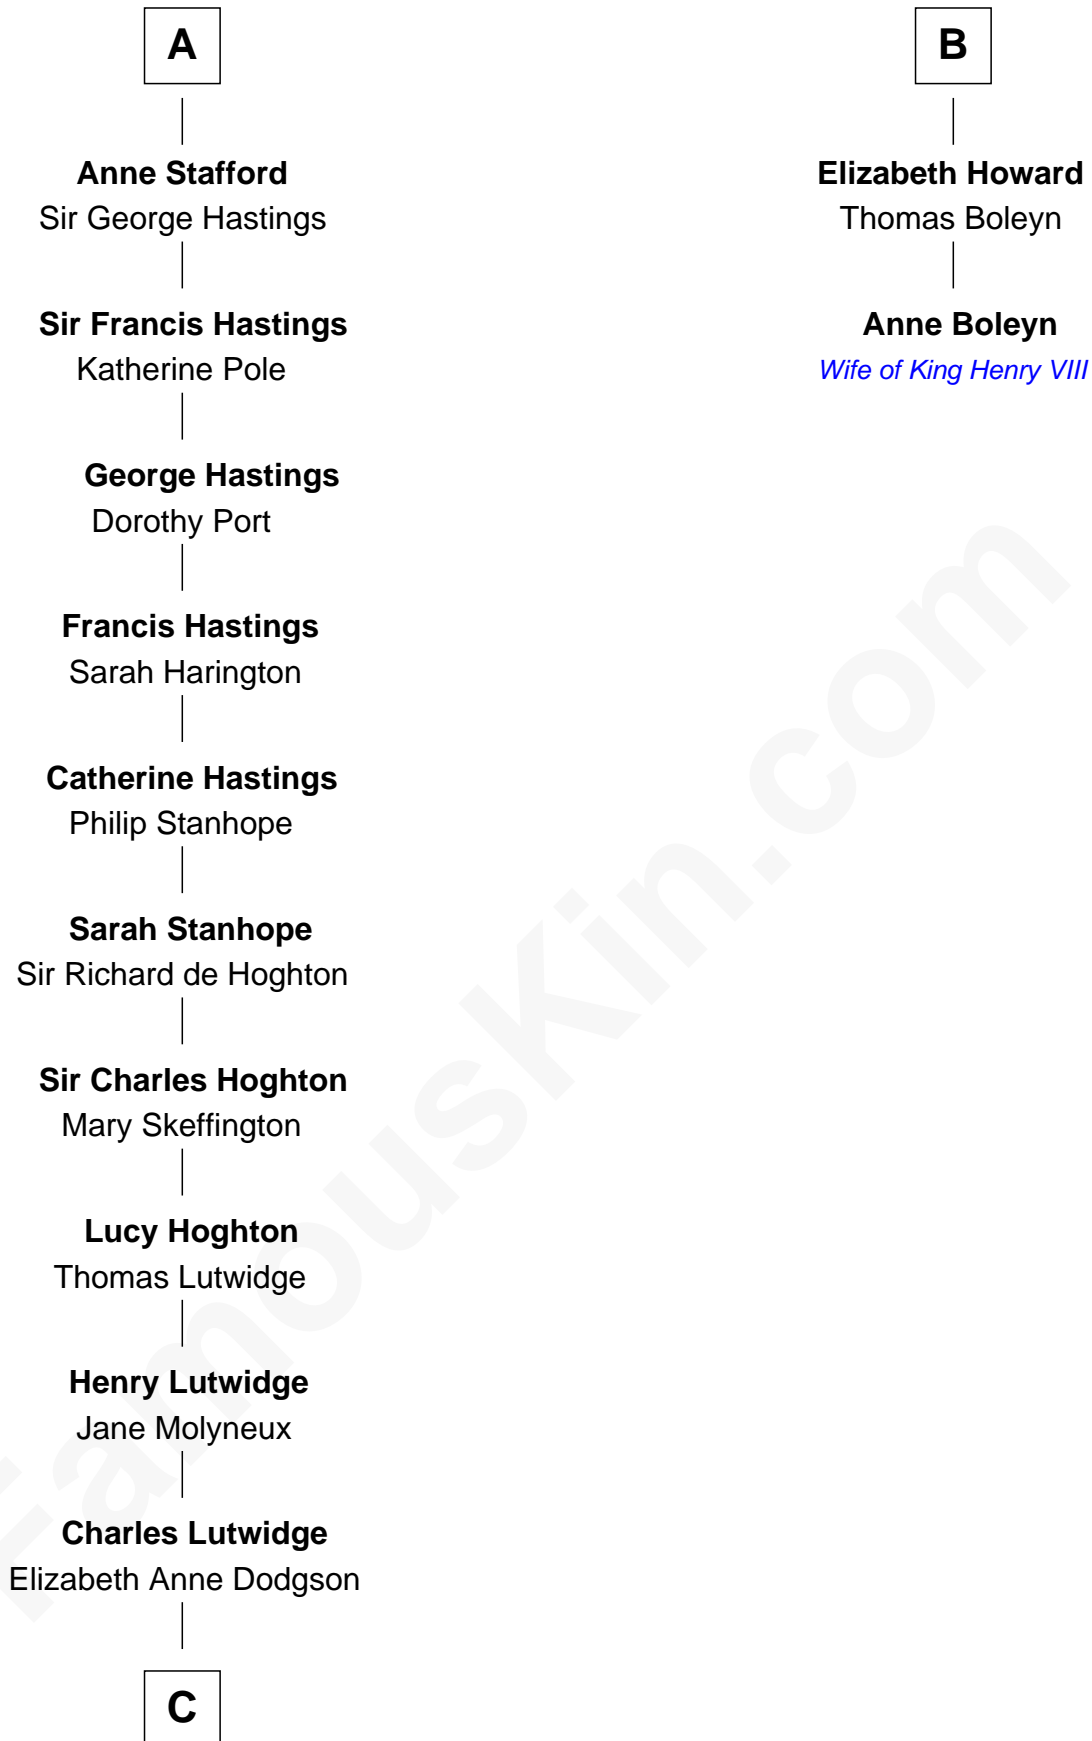 A
Anne Stafford
Sir George Hastings
Sir Francis Hastings
Katherine Pole
George Hastings
Dorothy Port
Francis Hastings
Sarah Harington
Catherine Hastings
Philip Stanhope
Sarah Stanhope
Sir Richard de Hoghton
Sir Charles Hoghton
Mary Skeffington
Lucy Hoghton
Thomas Lutwidge
Henry Lutwidge
Jane Molyneux
Charles Lutwidge
Elizabeth Anne Dodgson
C
B
Elizabeth Howard
Thomas Boleyn
Anne Boleyn
Wife of King Henry VIII
FamousKin.com